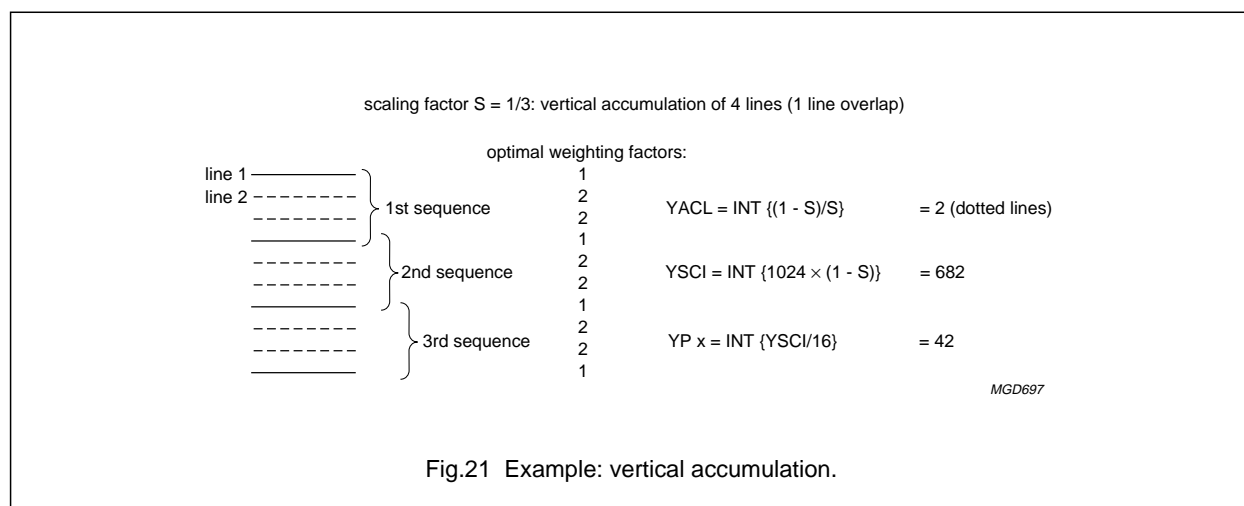 scaling factor S = 1/3: vertical accumulation of 4 lines (1 line overlap)
optimal weighting factors:
line 1 1
line 2 2
1st sequence 2 YACL = INT {(1 - S)/S} = 2 (dotted lines)
1
2
2nd sequence 2 YSCI = INT {1024 × (1 - S)} = 682
1
2
3rd sequence 2 YP x = INT {YSCI/16} = 42
1
MGD697
Fig.21 Example: vertical accumulation.